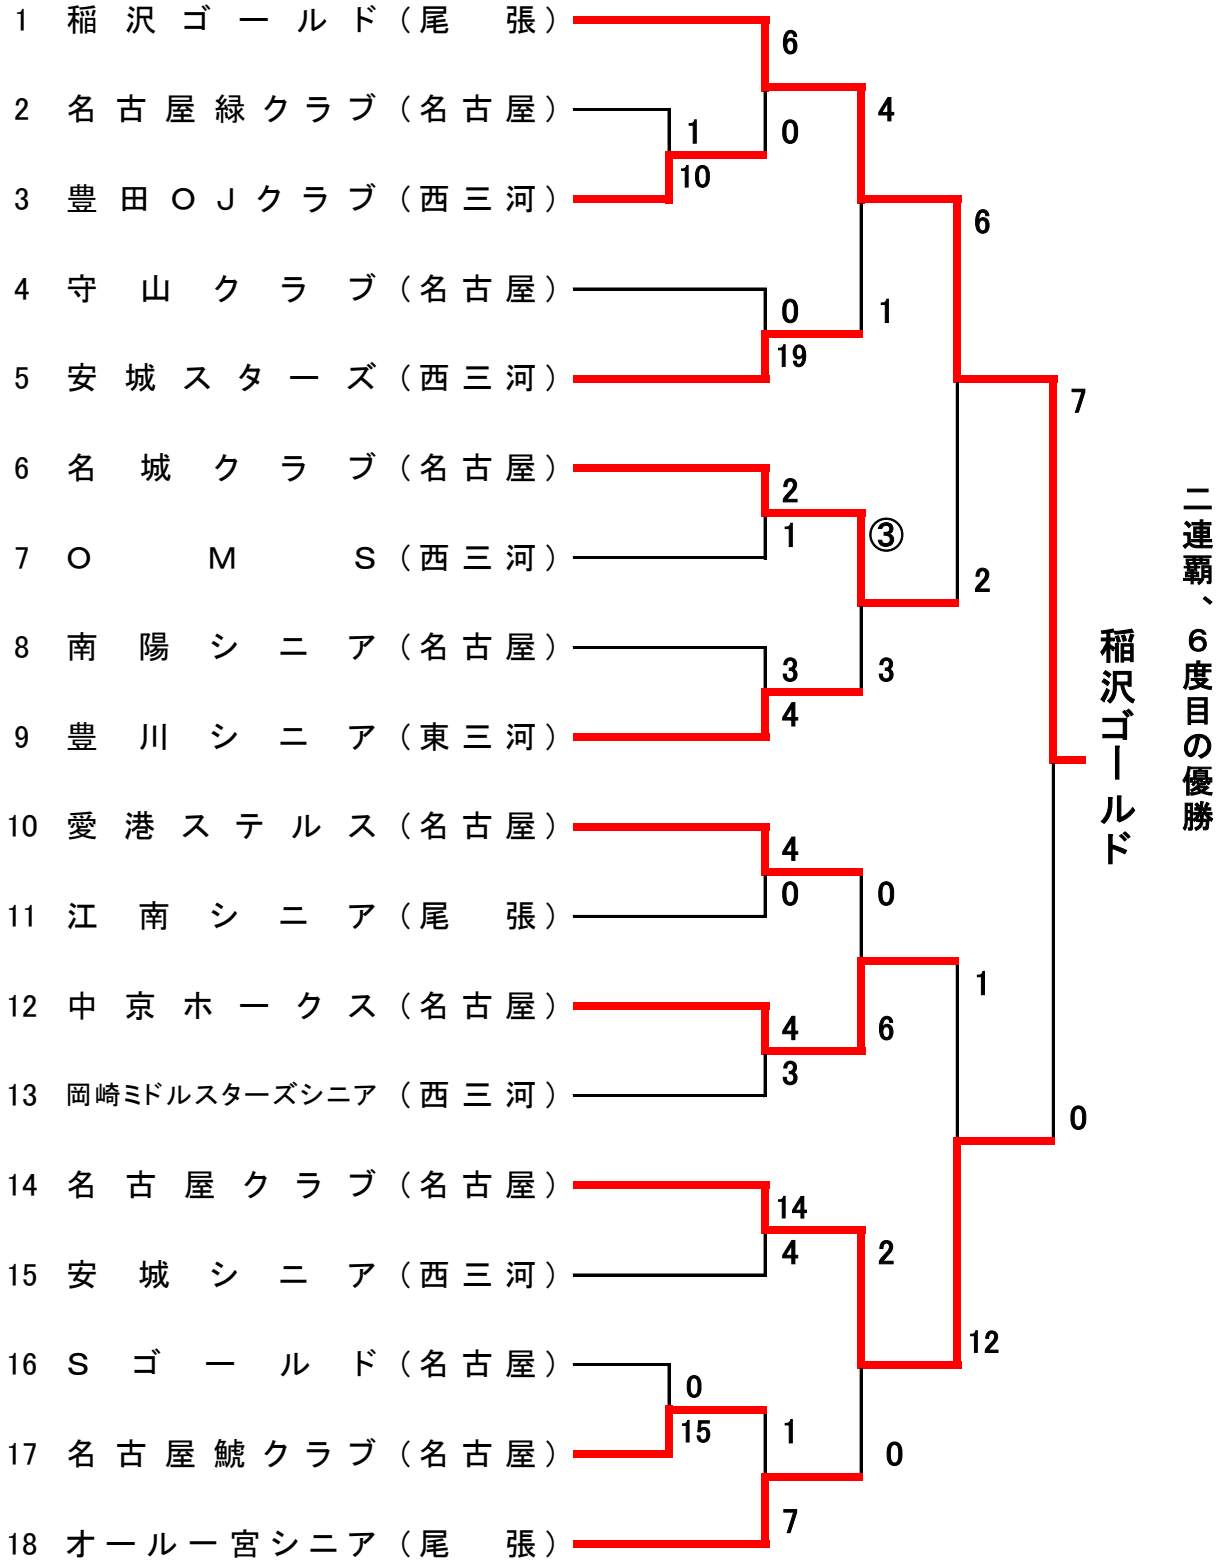 1 稲沢ゴールド（尾張）
6
2 名古屋緑クラブ（名古屋）
4
1
0
3 豊田ＯＪクラブ（西三河）
10
6
4 守山クラブ（名古屋）
0
1
5 安城スターズ（西三河）
19
7
6 名城クラブ（名古屋）
2
③
7 ＯＭＳ（西三河）
1
2
8 南陽シニア（名古屋）
3
3
9 豊川シニア（東三河）
4
稲沢ゴールド
二連覇、６度目の優勝
10 愛港ステルス（名古屋）
4
0
11 江南シニア（尾張）
0
1
12 中京ホークス（名古屋）
4
6
13 岡崎ミドルスターズシニア（西三河）
3
0
14 名古屋クラブ（名古屋）
14
2
15 安城シニア（西三河）
4
12
16 Ｓゴールド（名古屋）
0
15
1
0
17 名古屋鯱クラブ（名古屋）
7
18 オール一宮シニア（尾張）